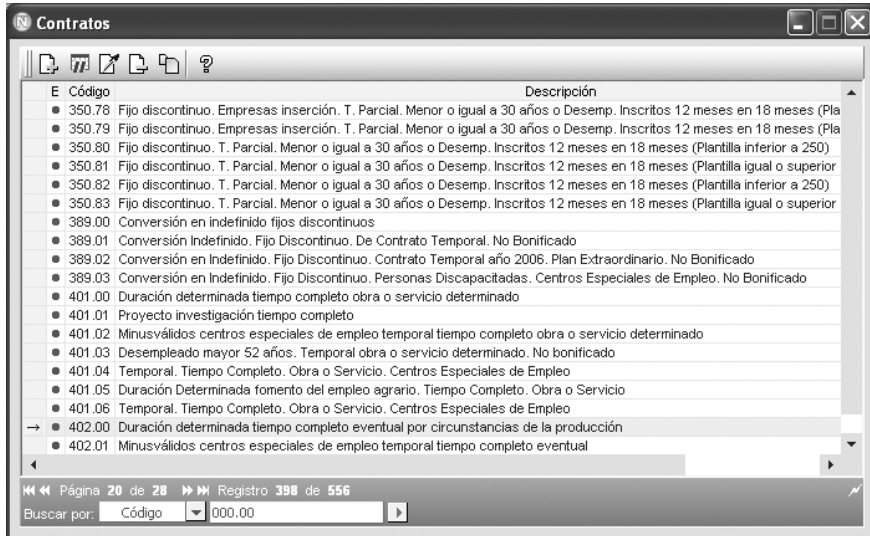 Contratos
E Código Descripción
350.78 Fijo discontinuo. Empresas inserción. T. Parcial. Menor o igual a 30 años o Desemp. Inscritos 12 meses en 18 meses (Pla
350.79 Fijo discontinuo. Empresas inserción. T. Parcial. Menor o igual a 30 años o Desemp. Inscritos 12 meses en 18 meses (Pla
350.80 Fijo discontinuo. T. Parcial. Menor o igual a 30 años o Desemp. Inscritos 12 meses en 18 meses (Plantilla inferior a 250)
350.81 Fijo discontinuo. T. Parcial. Menor o igual a 30 años o Desemp. Inscritos 12 meses en 18 meses (Plantilla igual o superior
350.82 Fijo discontinuo. T. Parcial. Menor o igual a 30 años o Desemp. Inscritos 12 meses en 18 meses (Plantilla inferior a 250)
350.83 Fijo discontinuo. T. Parcial. Menor o igual a 30 años o Desemp. Inscritos 12 meses en 18 meses (Plantilla igual o superior
389.00 Conversión en indefinido fijos discontinuos
389.01 Conversión Indefinido. Fijo Discontinuo. De Contrato Temporal. No Bonificado
389.02 Conversión en Indefinido. Fijo Discontinuo. Contrato Temporal año 2006. Plan Extraordinario. No Bonificado
389.03 Conversión en Indefinido. Fijo Discontinuo. Personas Discapacitadas. Centros Especiales de Empleo. No Bonificado
401.00 Duración determinada tiempo completo obra o servicio determinado
401.01 Proyecto investigación tiempo completo
401.02 Minusválidos centros especiales de empleo temporal tiempo completo obra o servicio determinado
401.03 Desempleado mayor 52 años. Temporal obra o servicio determinado. No bonificado
401.04 Temporal. Tiempo Completo. Obra o Servicio. Centros Especiales de Empleo
401.05 Duración Determinada fomento del empleo agrario. Tiempo Completo. Obra o Servicio
401.06 Temporal. Tiempo Completo. Obra o Servicio. Centros Especiales de Empleo
402.00 Duración determinada tiempo completo eventual por circunstancias de la producción
402.01 Minusválidos centros especiales de empleo temporal tiempo completo eventual
Página 20 de 28 Registro 398 de 556
Buscar por: Código 000.00